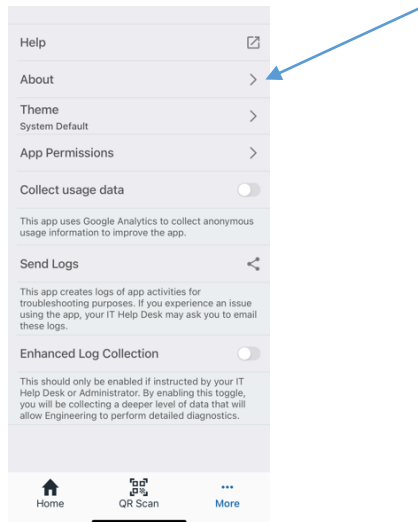 Help
About
Theme
System Default
App Permissions
Collect usage data
This app uses Google Analytics to collect anonymous
usage information to improve the app.
Send Logs
This app creates logs of app activities for
troubleshooting purposes. If you experience an issue
using the app, your IT Help Desk may ask you to email
these logs.
Enhanced Log Collection
This should only be enabled if instructed by your IT
Help Desk or Administrator. By enabling this toggle,
you will be collecting a deeper level of data that will
allow Engineering to perform detailed diagnostics.
Home QR Scan More